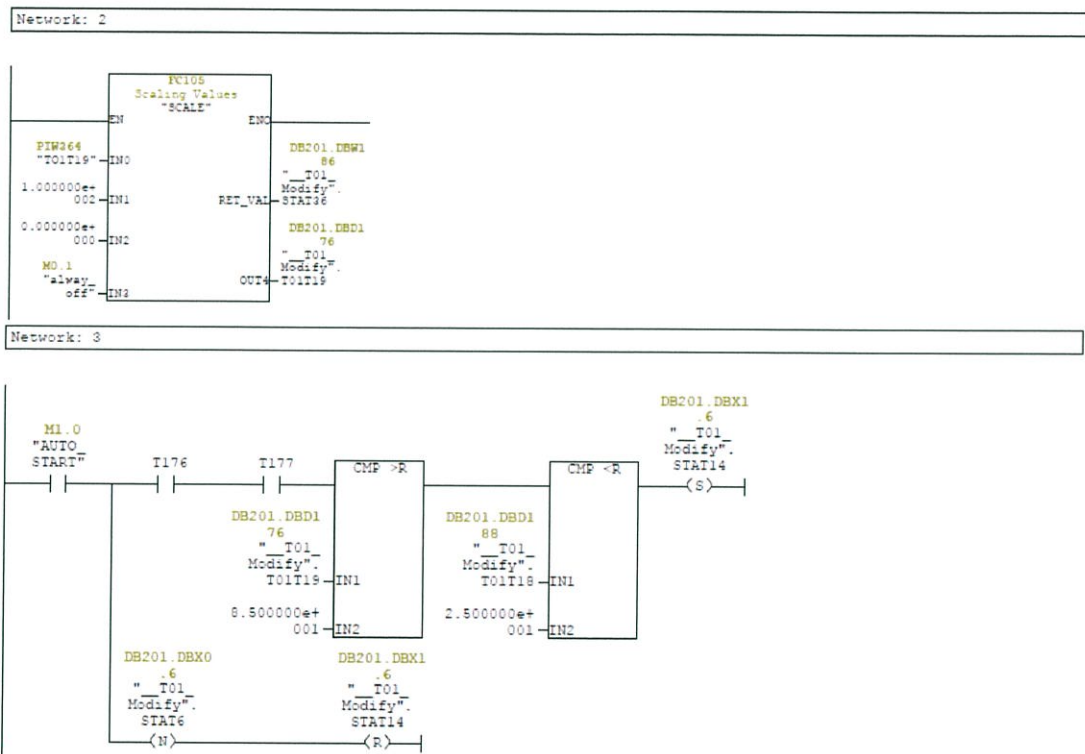 Network: 2
FC105
Scaling Values
"SCALE"
EN
ENO
PIW364
"TO1T19"
IN0
DB201.DBW1
86
"__T01_
Modify".
STAT36
RET_VAL
1.000000e+
002
IN1
0.000000e+
000
IN2
DB201.DBD1
76
"__T01_
Modify".
T01T19
OUT4
M0.1
"alway_
off"
IN3
Network: 3
M1.0
"AUTO_
START"
T176
T177
CMP >R
DB201.DBD1
76
"__T01_
Modify".
T01T19
IN1
8.500000e+
001
IN2
CMP <R
DB201.DBD1
88
"__T01_
Modify".
T01T18
IN1
2.500000e+
001
IN2
DB201.DBX1
.6
"__T01_
Modify".
STAT14
(S)
DB201.DBX0
.6
"__T01_
Modify".
STAT6
(N)
DB201.DBX1
.6
"__T01_
Modify".
STAT14
(R)